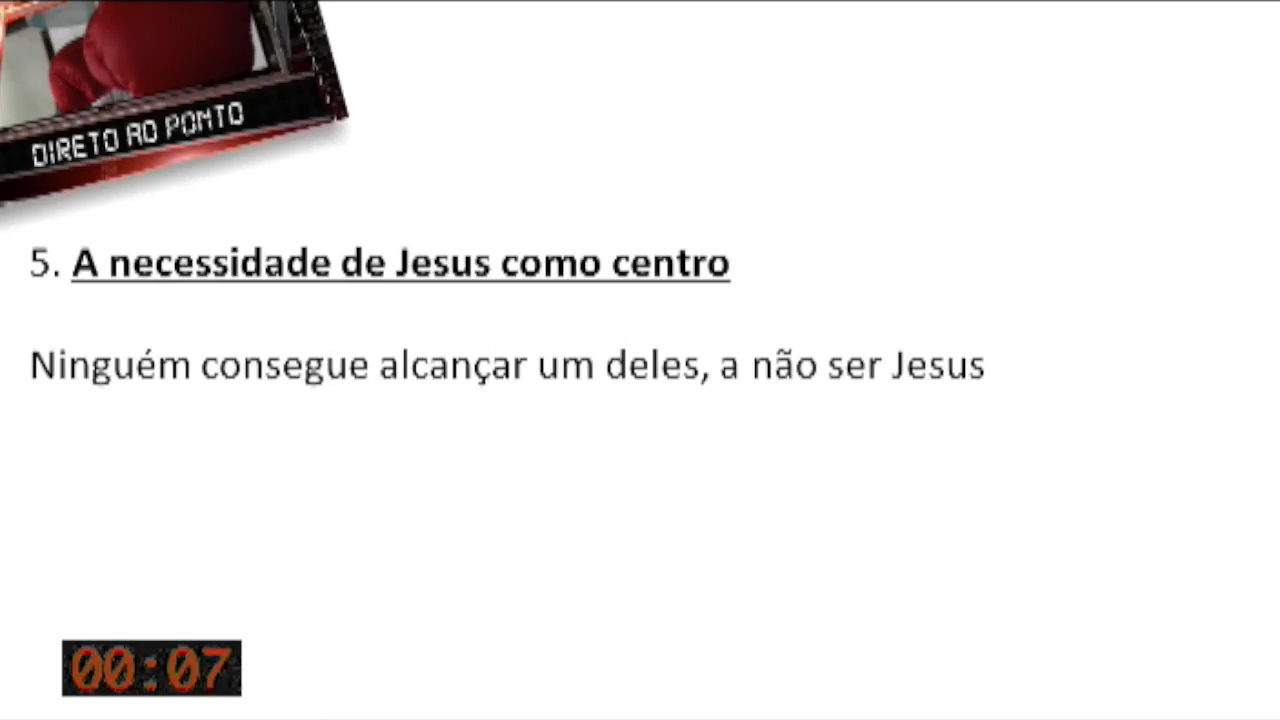 DIRETO AO PONTO
5. A necessidade de Jesus como centro
Ninguém consegue alcançar um deles, a não ser Jesus
00:07